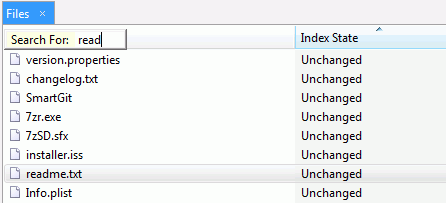 Files ×
Search For: read
Index State
version.properties Unchanged
changelog.txt Unchanged
SmartGit Unchanged
7zr.exe Unchanged
7zSD.sfx Unchanged
installer.iss Unchanged
readme.txt Unchanged
Info.plist Unchanged